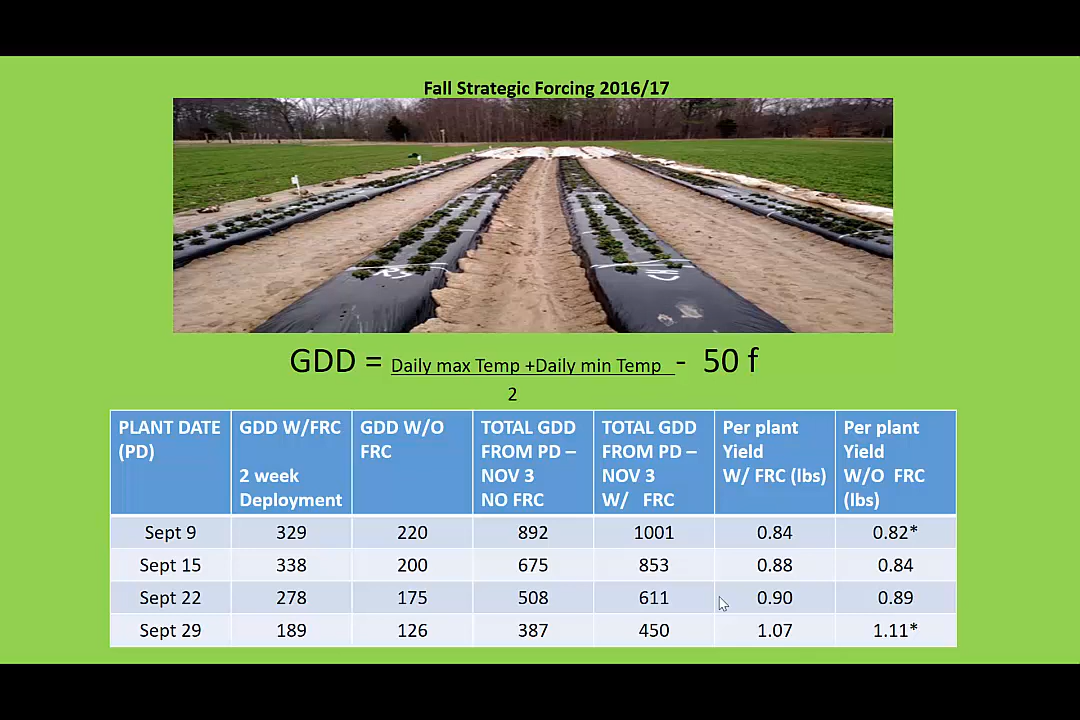 Fall Strategic Forcing 2016/17
GDD = Daily max Temp +Daily min Temp - 50 f
2
PLANT DATE (PD) GDD W/FRC 2 week Deployment GDD W/O FRC TOTAL GDD FROM PD – NOV 3 NO FRC TOTAL GDD FROM PD – NOV 3 W/ FRC Per plant Yield W/ FRC (lbs) Per plant Yield W/O FRC (lbs)
Sept 9 329 220 892 1001 0.84 0.82*
Sept 15 338 200 675 853 0.88 0.84
Sept 22 278 175 508 611 0.90 0.89
Sept 29 189 126 387 450 1.07 1.11*